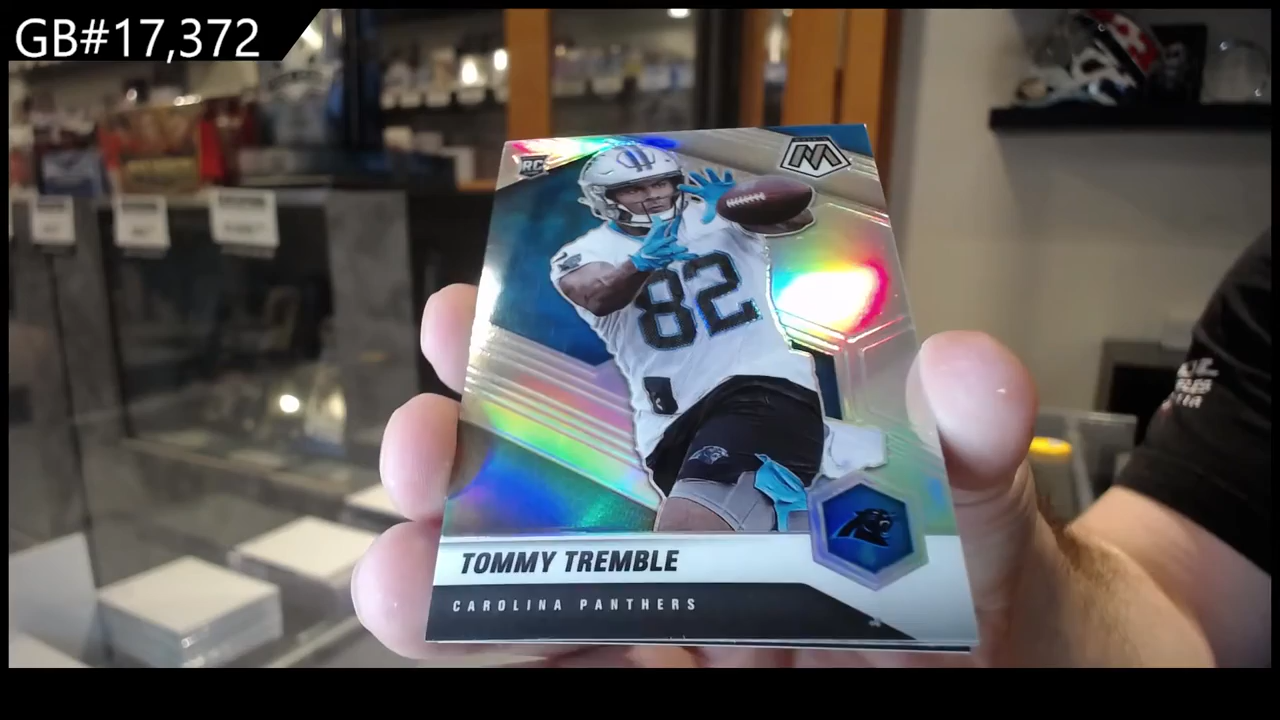 GB#17,372
RC
M
82
TOMMY TREMBLE
CAROLINA PANTHERS